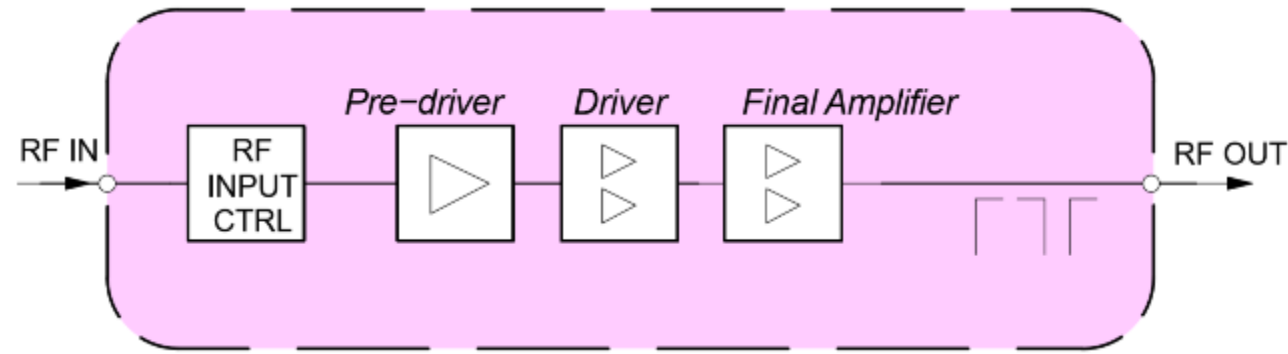 Pre−driver Driver Final Amplifier
RF IN
RF
INPUT
CTRL
RF OUT